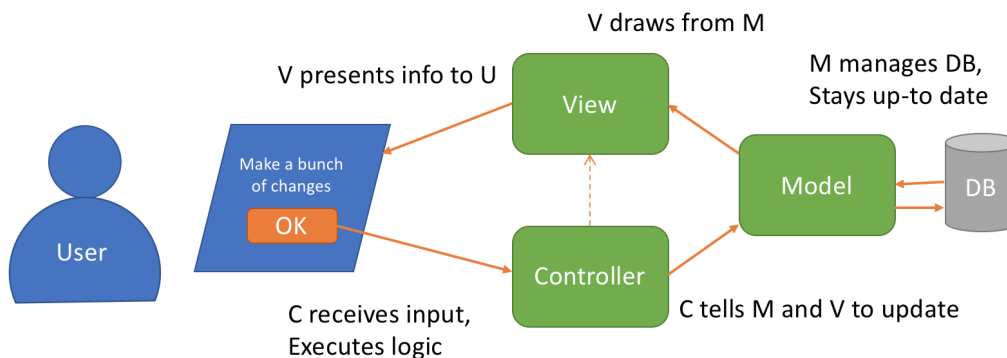 V draws from M
V presents info to U
M manages DB,
Stays up-to date
View
Make a bunch
of changes
OK
Model
DB
User
Controller
C receives input,
Executes logic
C tells M and V to update